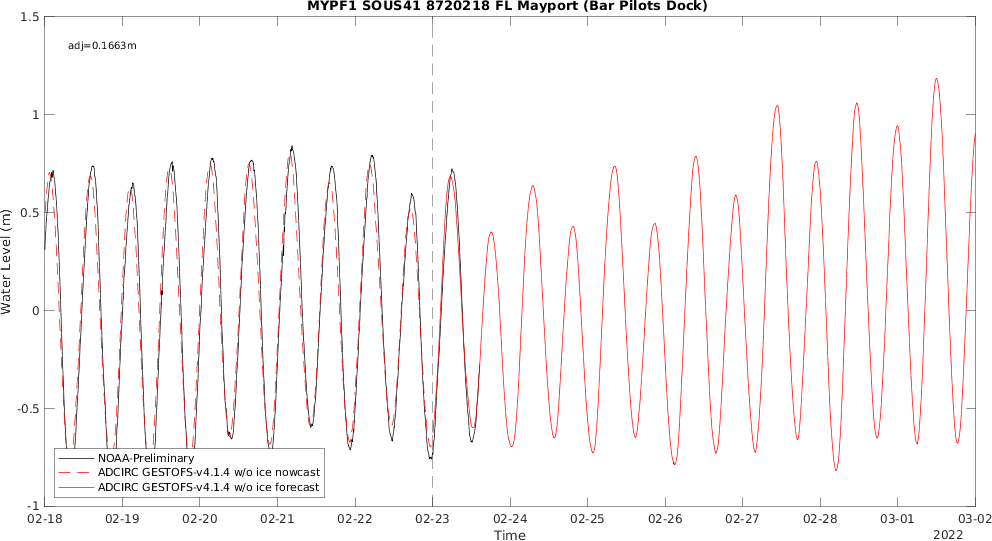 MYPF1 SOUS41 8720218 FL Mayport (Bar Pilots Dock)
adj=0.1663m
1.5
1
0.5
0
-0.5
-1
Water Level (m)
NOAA-Preliminary
ADCIRC GESTOFS-v4.1.4 w/o ice nowcast
ADCIRC GESTOFS-v4.1.4 w/o ice forecast
02-18 02-19 02-20 02-21 02-22 02-23 02-24 02-25 02-26 02-27 02-28 03-01 03-02
Time
2022